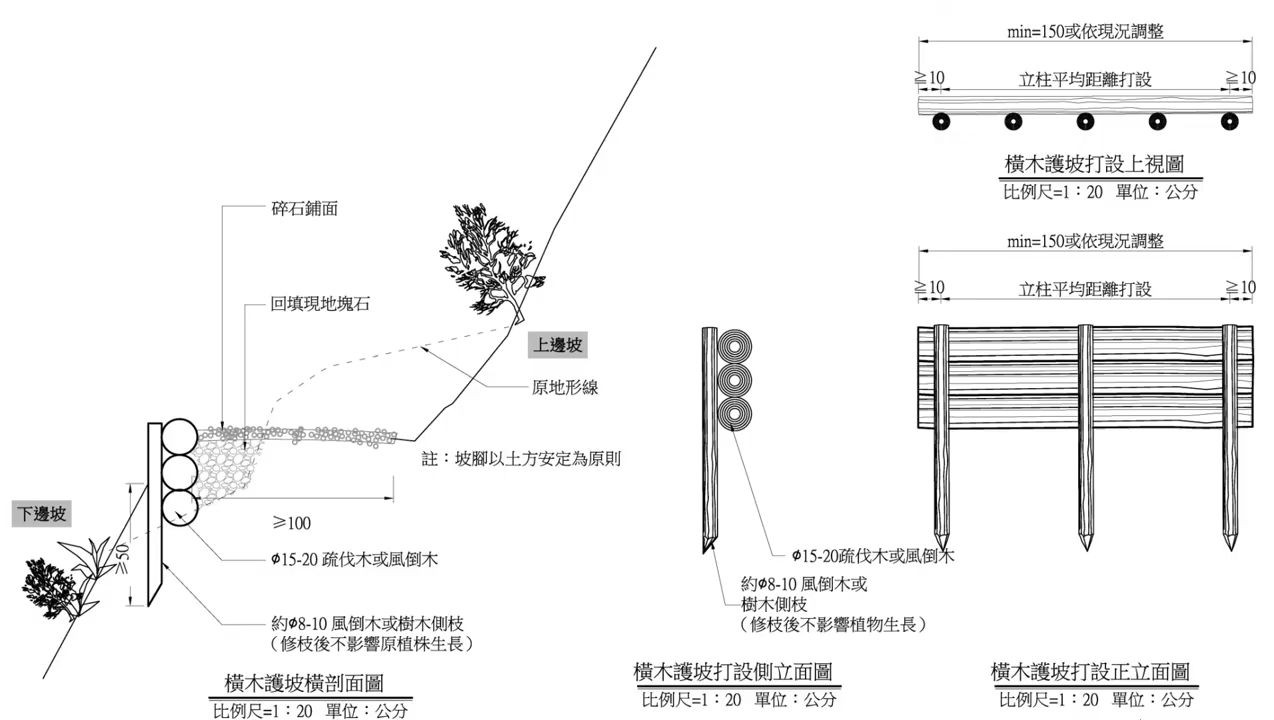 碎石鋪面
回填現地塊石
上邊坡
原地形線
註：坡腳以土方安定為原則
下邊坡
≧50
≥100
⌀15-20 疏伐木或風倒木
約⌀8-10 風倒木或樹木側枝
（修枝後不影響原植株生長）
橫木護坡橫剖面圖
比例尺=1：20 單位：公分
⌀15-20疏伐木或風倒木
約⌀8-10 風倒木或
樹木側枝
（修枝後不影響植物生長）
橫木護坡打設側立面圖
比例尺=1：20 單位：公分
min=150或依現況調整
≧10
立柱平均距離打設
≧10
橫木護坡打設上視圖
比例尺=1：20 單位：公分
min=150或依現況調整
≧10
立柱平均距離打設
≧10
橫木護坡打設正立面圖
比例尺=1：20 單位：公分